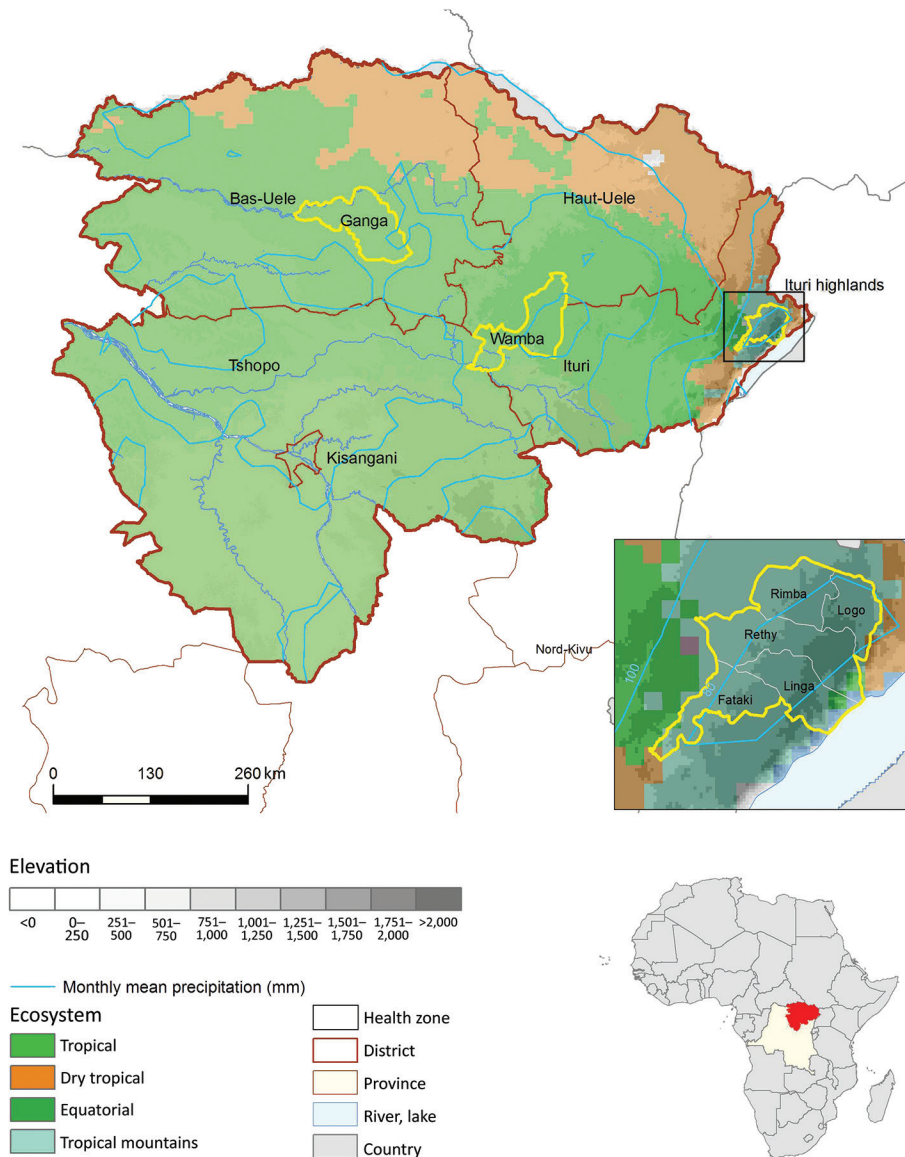 Bas-Uele
Haut-Uele
Ganga
Ituri highlands
Wamba
Tshopo
Ituri
Kisangani
Nord-Kivu
0
130
260 km
Rimba
Logo
Rethy
100
Linga
Fataki
Elevation
<0
0–
250
251–
500
501–
750
751–
1,000
1,001–
1,250
1,251–
1,500
1,501–
1,750
1,751–
2,000
>2,000
Monthly mean precipitation (mm)
Ecosystem
Tropical
Dry tropical
Equatorial
Tropical mountains
Health zone
District
Province
River, lake
Country